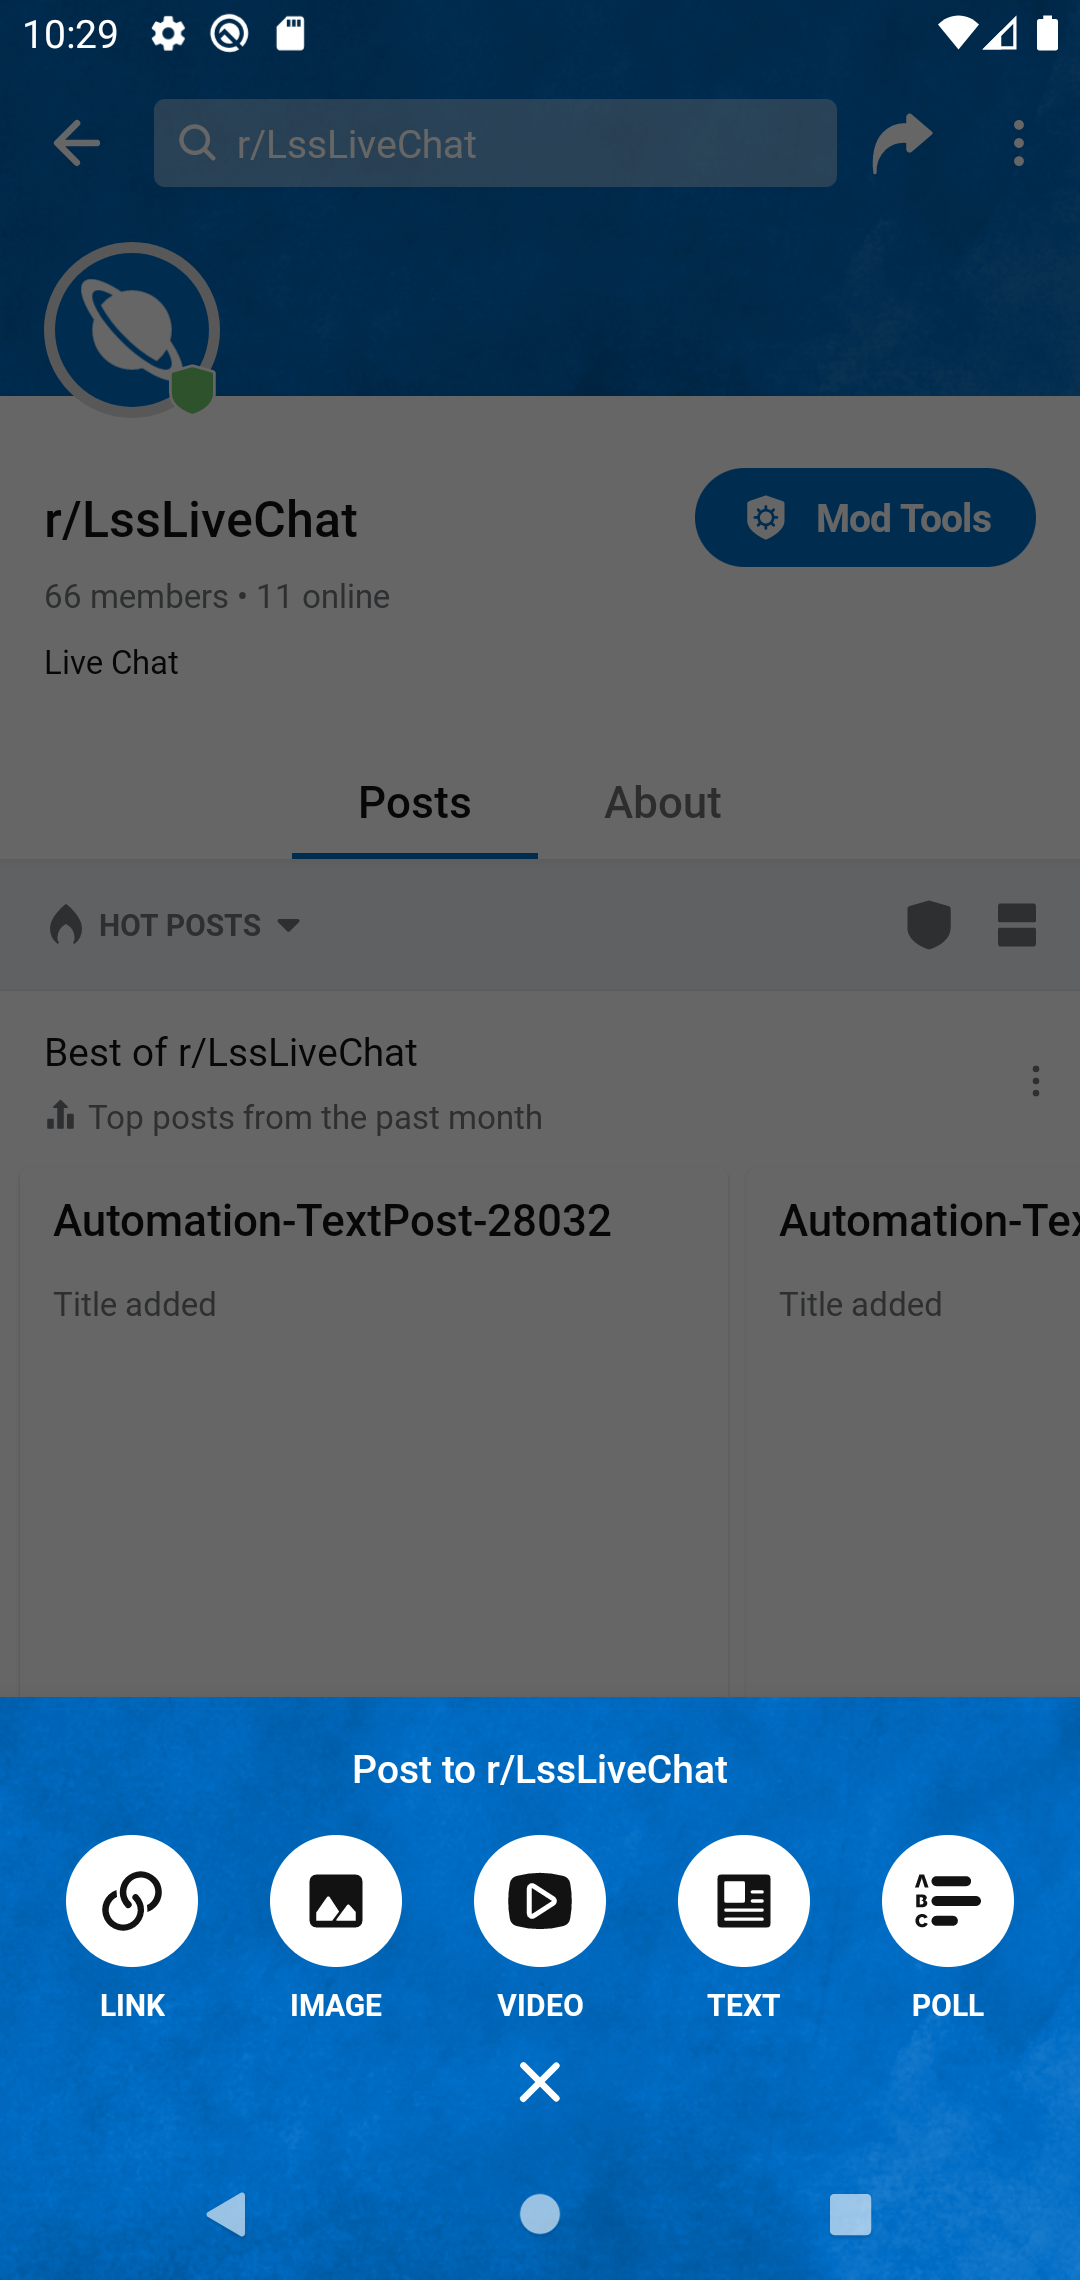 10:29
r/LssLiveChat
r/LssLiveChat
Mod Tools
66 members • 11 online
Live Chat
Posts
About
HOT POSTS
Best of r/LssLiveChat
Top posts from the past month
Automation-TextPost-28032
Automation-Tex
Title added
Title added
Post to r/LssLiveChat
A
B
C
LINK
IMAGE
VIDEO
TEXT
POLL